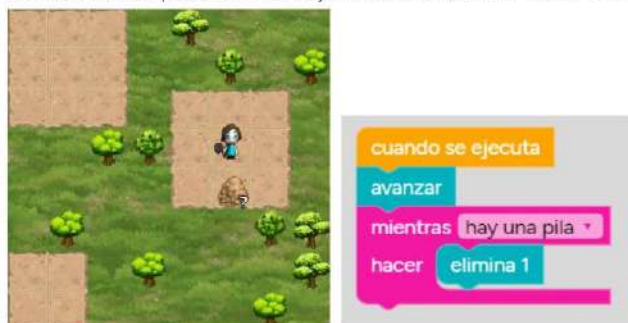 cuando se ejecuta
avanzar
mientras hay una pila
hacer elimina 1
?